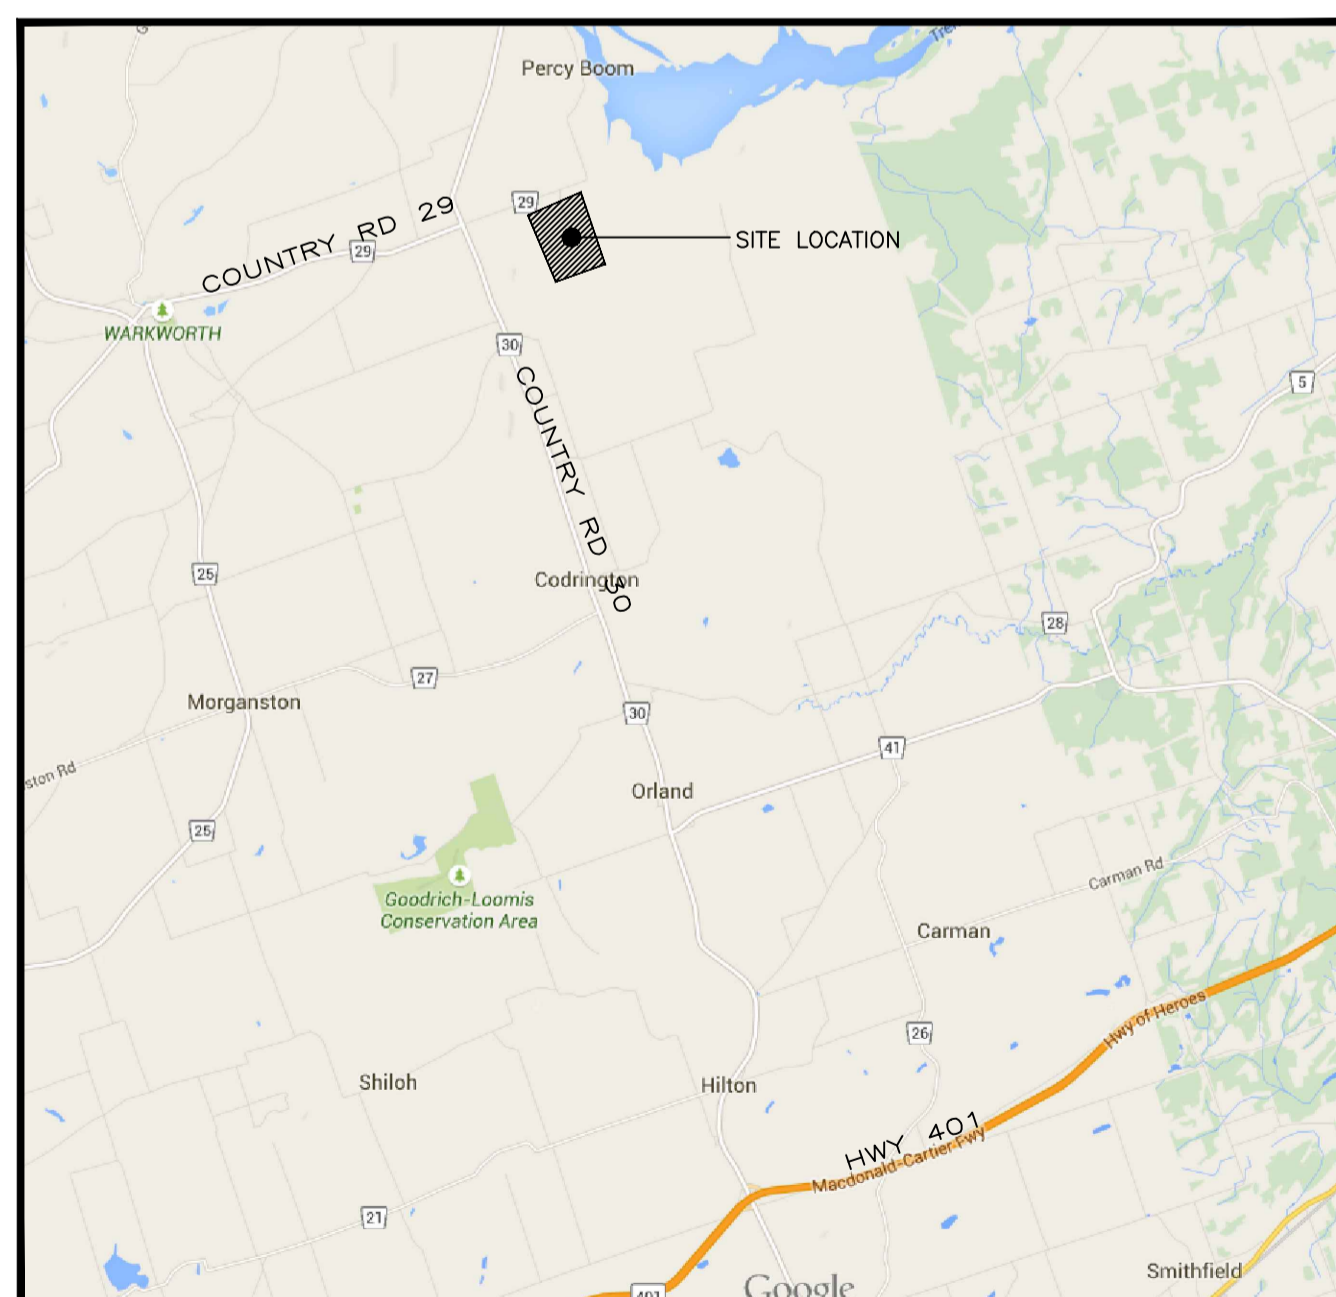 Percy Boom
29
COUNTRY RD 29
29
SITE LOCATION
WARKWORTH
30
5
COUNTRY RD 30
25
Codrington
28
27
Morganston
30
41
ston Rd
Orland
25
Carman Rd
Goodrich-Loomis
Conservation Area
Carman
Hwy of Heroes
26
Shiloh
Hilton
HWY 401
Macdonald-Cartier Fwy
21
Smithfield
401
Google